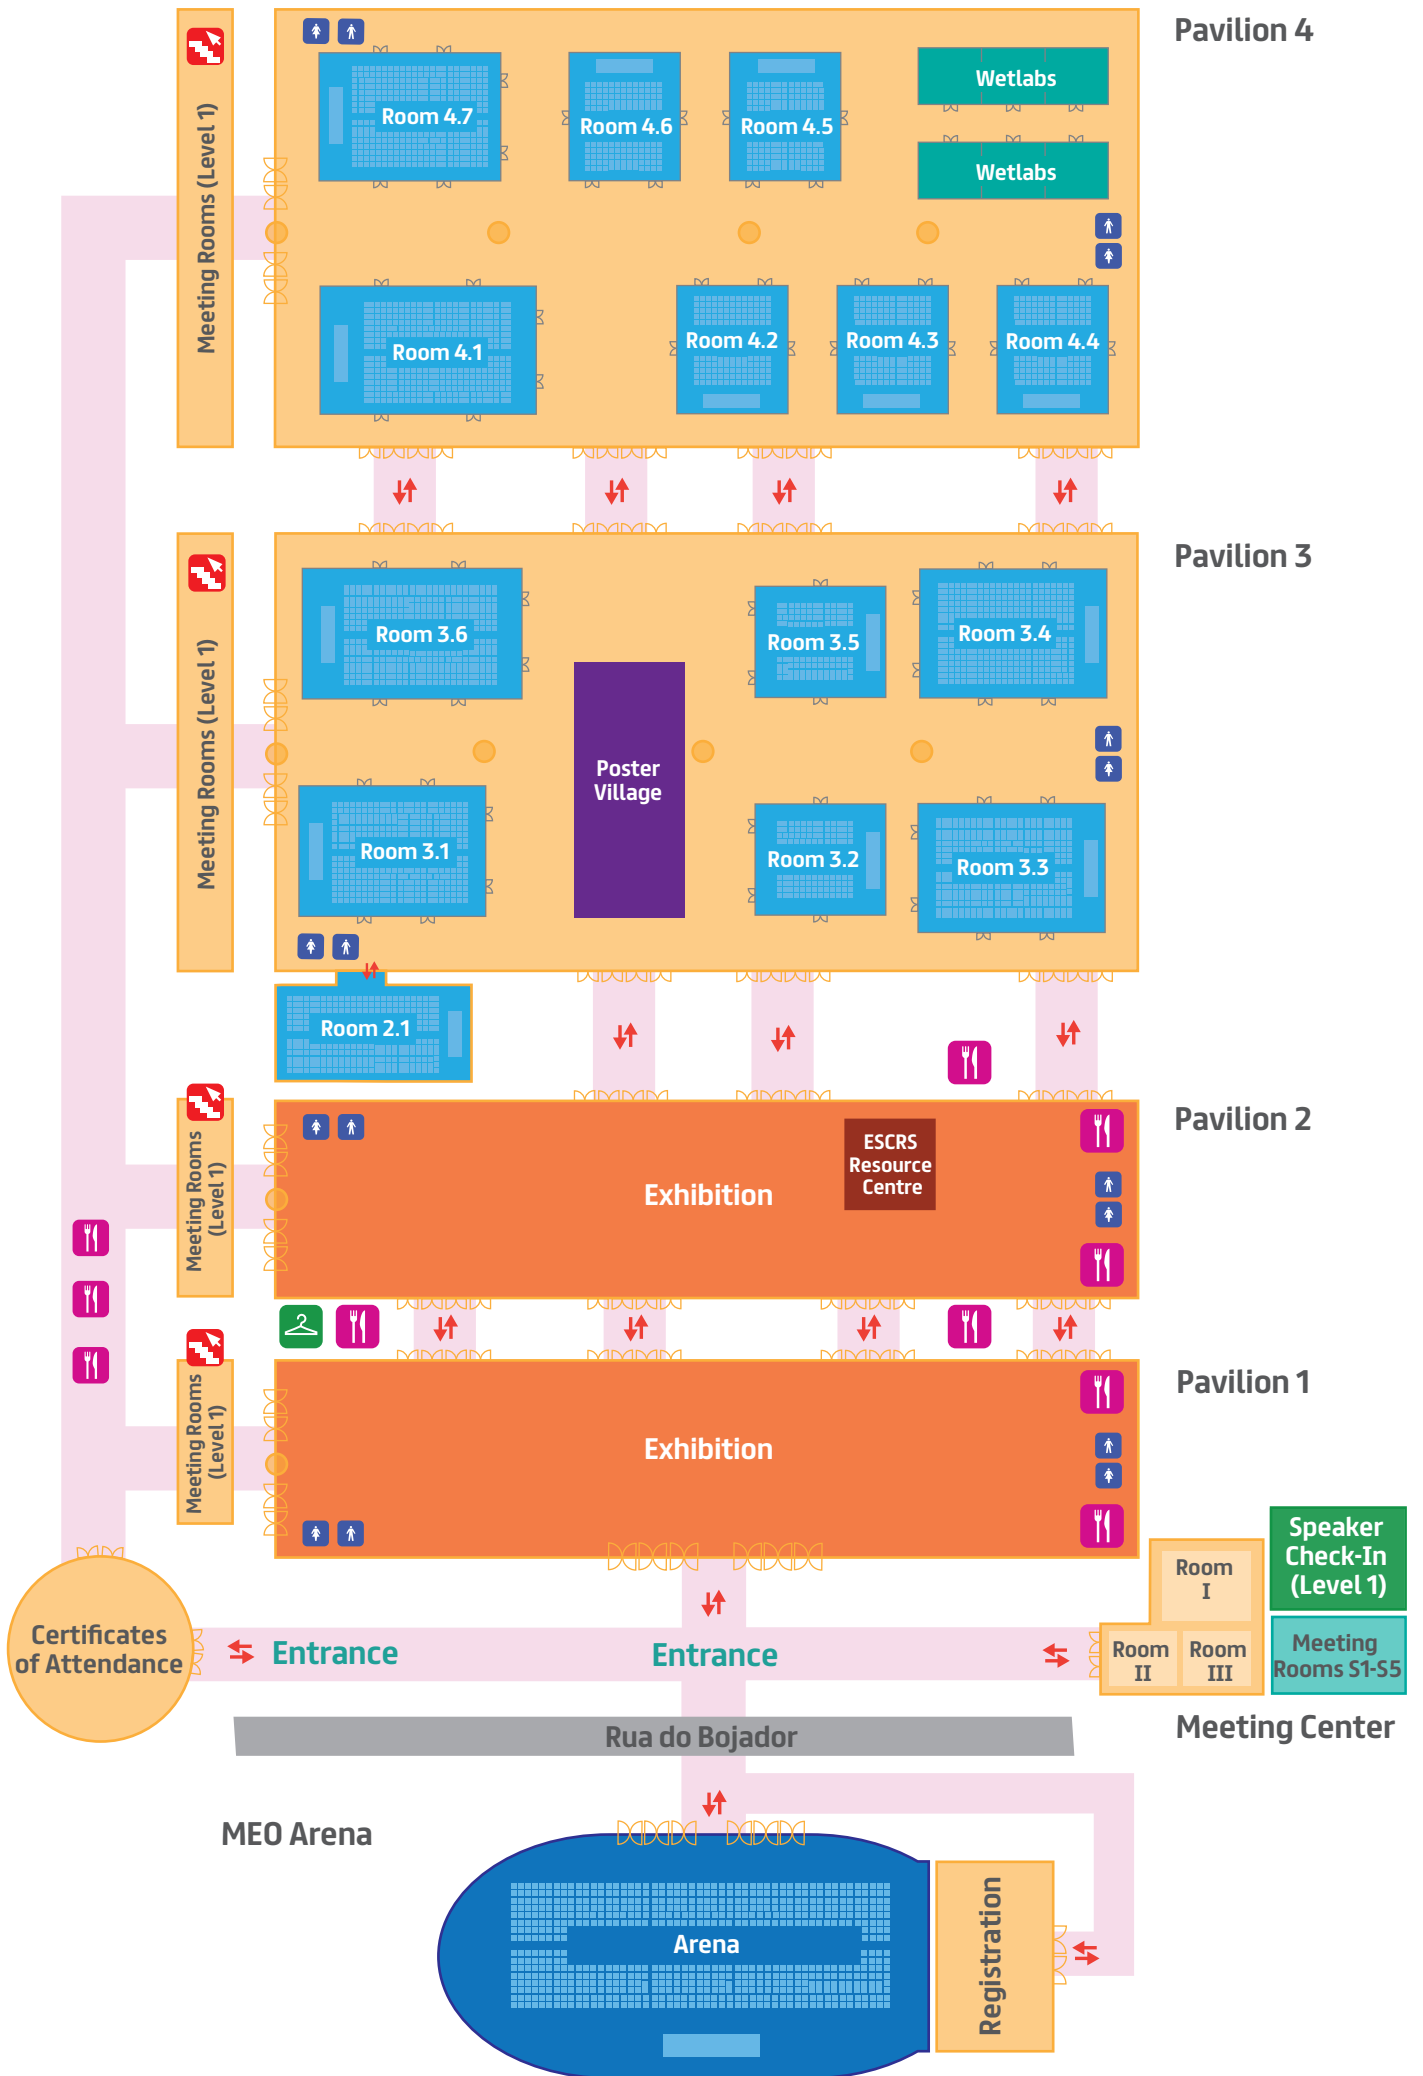 Pavilion 4
Meeting Rooms (Level 1)
Room 4.7
Room 4.6
Room 4.5
Wetlabs
Wetlabs
Room 4.1
Room 4.2
Room 4.3
Room 4.4
Pavilion 3
Meeting Rooms (Level 1)
Room 3.6
Room 3.5
Room 3.4
Poster
Village
Room 3.1
Room 3.2
Room 3.3
Room 2.1
Pavilion 2
Meeting Rooms
(Level 1)
Exhibition
ESCRS
Resource
Centre
Pavilion 1
Meeting Rooms
(Level 1)
Exhibition
Speaker
Check-In
(Level 1)
Room
I
Room
II
Room
III
Meeting
Rooms S1-S5
Meeting Center
Certificates
of Attendance
Entrance
Entrance
Rua do Bojador
MEO Arena
Arena
Registration